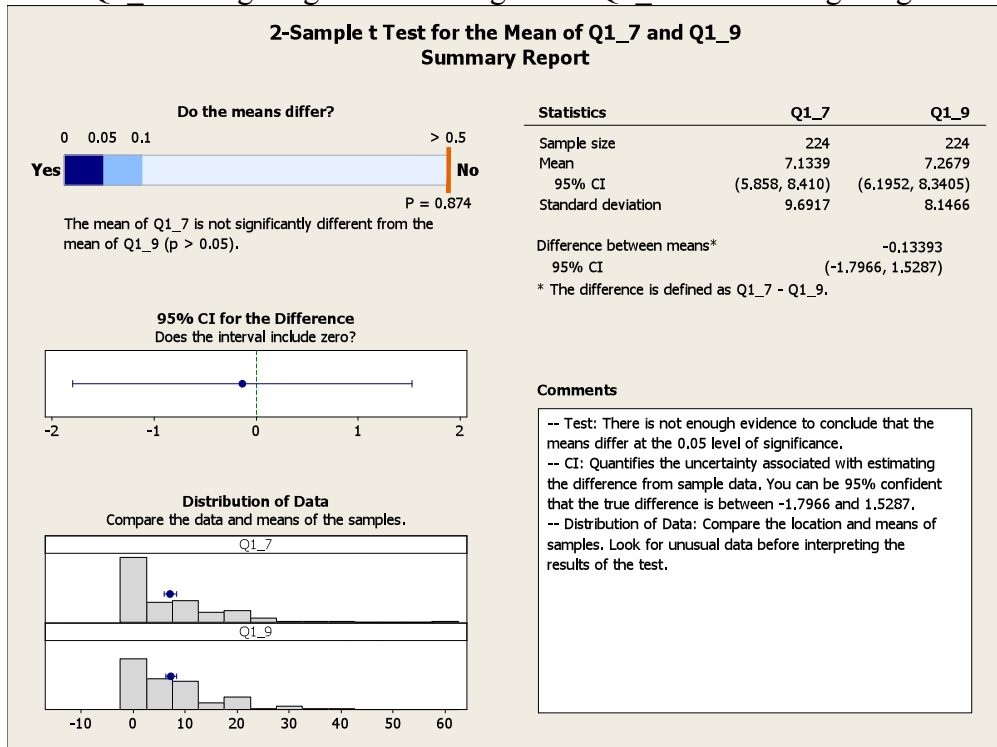 2-Sample t Test for the Mean of Q1_7 and Q1_9
Summary Report
Do the means differ?
0 0.05 0.1 > 0.5
Yes No
P = 0.874
The mean of Q1_7 is not significantly different from the
mean of Q1_9 (p > 0.05).
Statistics Q1_7 Q1_9
Sample size 224 224
Mean 7.1339 7.2679
95% CI (5.858, 8.410) (6.1952, 8.3405)
Standard deviation 9.6917 8.1466
Difference between means* -0.13393
95% CI (-1.7966, 1.5287)
* The difference is defined as Q1_7 - Q1_9.
95% CI for the Difference
Does the interval include zero?
-2 -1 0 1 2
Distribution of Data
Compare the data and means of the samples.
Q1_7
Q1_9
-10 0 10 20 30 40 50 60
Comments
-- Test: There is not enough evidence to conclude that the
means differ at the 0.05 level of significance.
-- CI: Quantifies the uncertainty associated with estimating
the difference from sample data. You can be 95% confident
that the true difference is between -1.7966 and 1.5287.
-- Distribution of Data: Compare the location and means of
samples. Look for unusual data before interpreting the
results of the test.